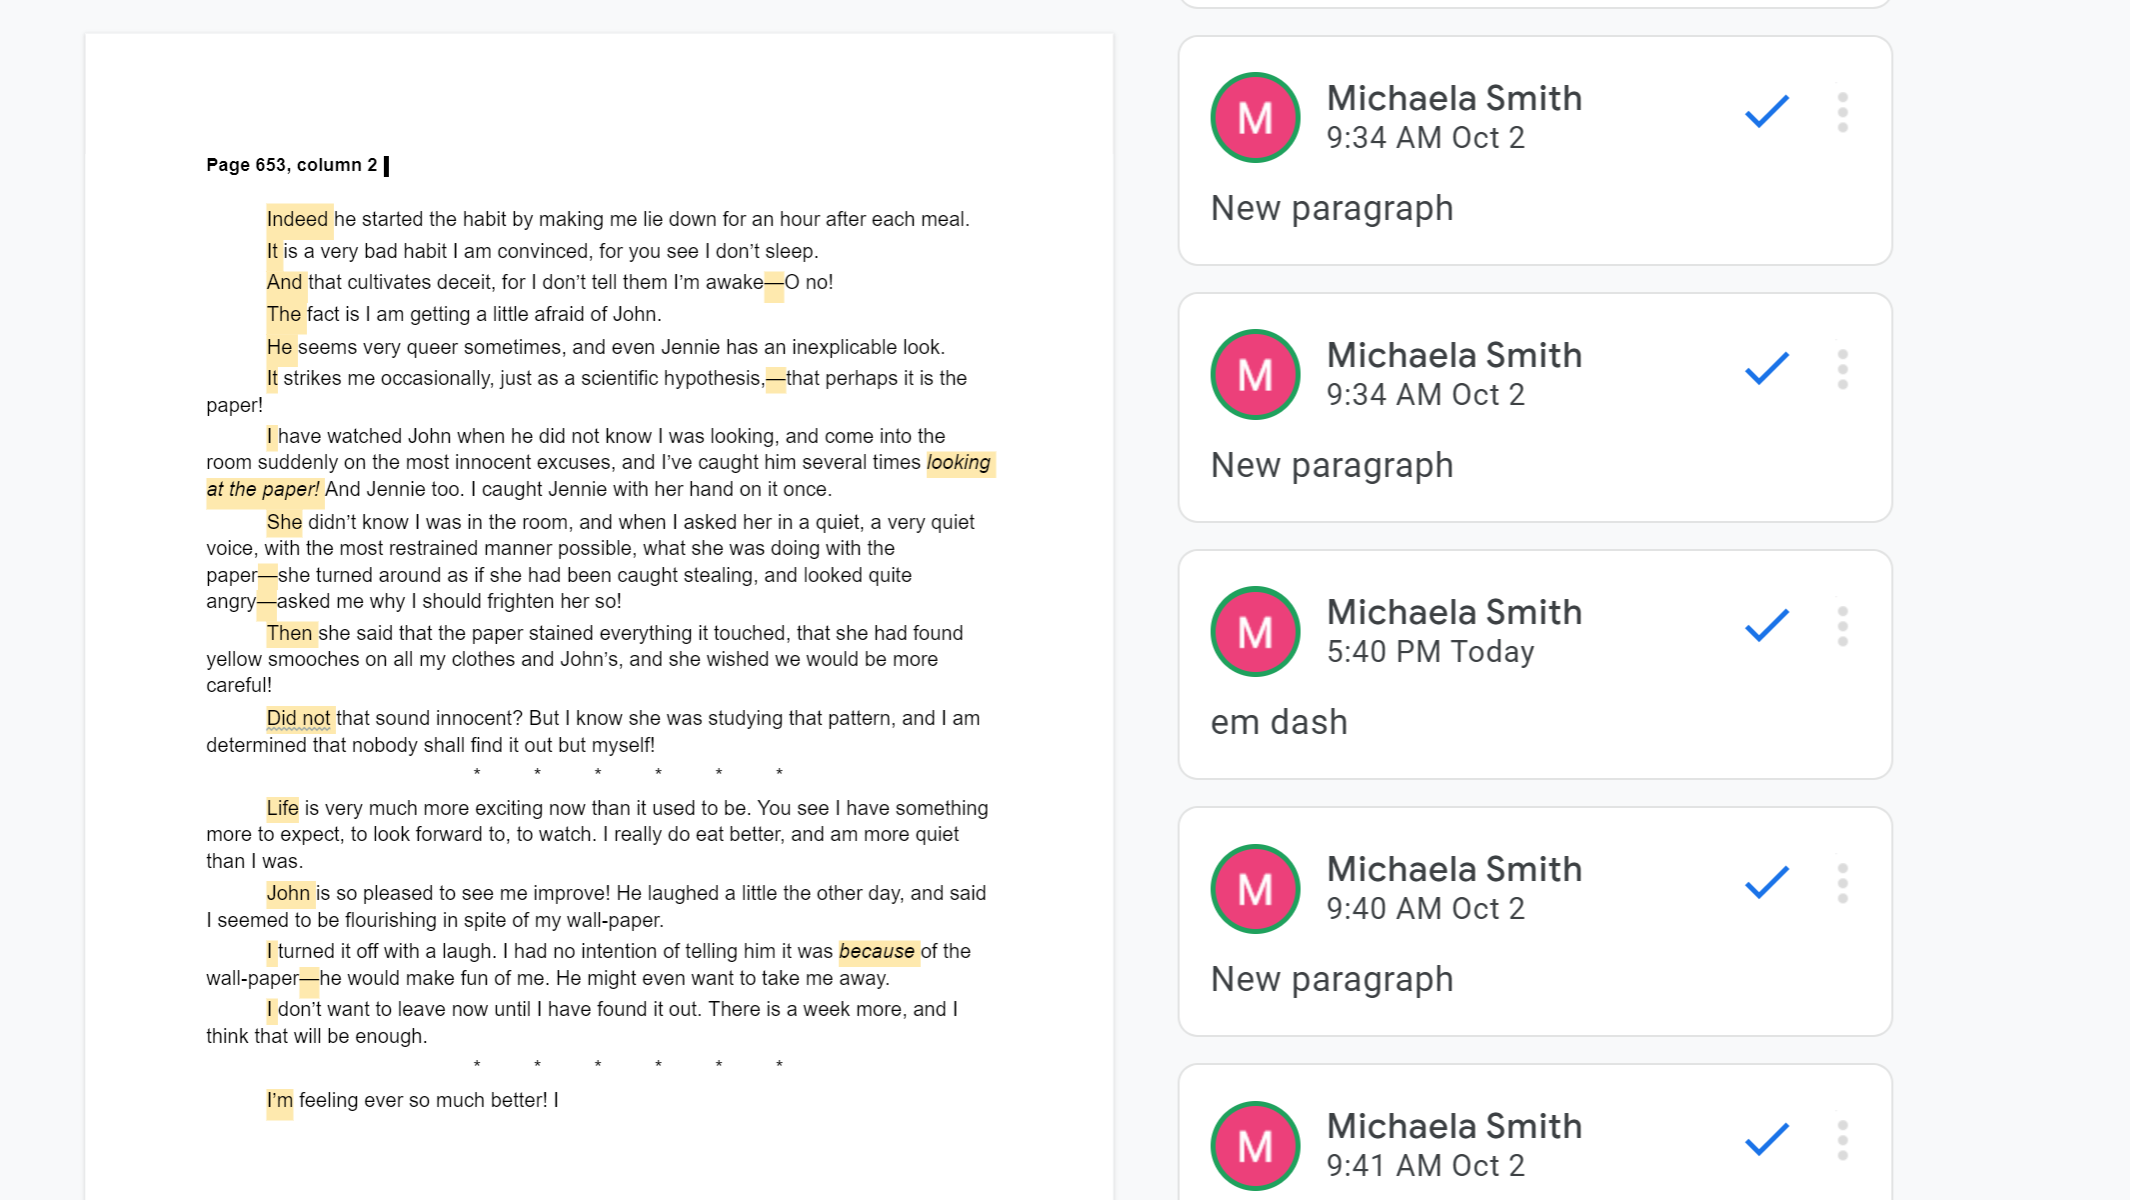 Page 653, column 2
Indeed he started the habit by making me lie down for an hour after each meal.
It is a very bad habit I am convinced, for you see I don’t sleep.
And that cultivates deceit, for I don’t tell them I’m awake—O no!
The fact is I am getting a little afraid of John.
He seems very queer sometimes, and even Jennie has an inexplicable look.
It strikes me occasionally, just as a scientific hypothesis,—that perhaps it is the
paper!
I have watched John when he did not know I was looking, and come into the
room suddenly on the most innocent excuses, and I’ve caught him several times looking
at the paper! And Jennie too. I caught Jennie with her hand on it once.
She didn’t know I was in the room, and when I asked her in a quiet, a very quiet
voice, with the most restrained manner possible, what she was doing with the
paper—she turned around as if she had been caught stealing, and looked quite
angry—asked me why I should frighten her so!
Then she said that the paper stained everything it touched, that she had found
yellow smooches on all my clothes and John’s, and she wished we would be more
careful!
Did not that sound innocent? But I know she was studying that pattern, and I am
determined that nobody shall find it out but myself!
* * * * * *
Life is very much more exciting now than it used to be. You see I have something
more to expect, to look forward to, to watch. I really do eat better, and am more quiet
than I was.
John is so pleased to see me improve! He laughed a little the other day, and said
I seemed to be flourishing in spite of my wall-paper.
I turned it off with a laugh. I had no intention of telling him it was because of the
wall-paper—he would make fun of me. He might even want to take me away.
I don’t want to leave now until I have found it out. There is a week more, and I
think that will be enough.
* * * * * *
I’m feeling ever so much better! I
M
Michaela Smith
9:34 AM Oct 2
New paragraph
M
Michaela Smith
9:34 AM Oct 2
New paragraph
M
Michaela Smith
5:40 PM Today
em dash
M
Michaela Smith
9:40 AM Oct 2
New paragraph
M
Michaela Smith
9:41 AM Oct 2